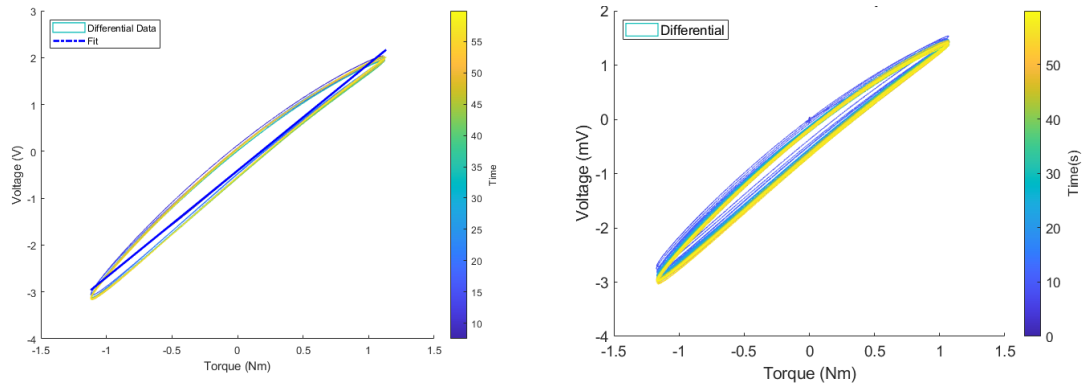 Differential Data
Fit
3
2
1
0
-1
-2
-3
-4
-1.5 -1 -0.5 0 0.5 1 1.5
Voltage (V)
Torque (Nm)
55
50
45
40
35
30
25
20
15
10
Time
Differential
2
1
0
-1
-2
-3
-4
-1.5 -1 -0.5 0 0.5 1 1.5
Voltage (mV)
Torque (Nm)
50
40
30
20
10
0
Time(s)